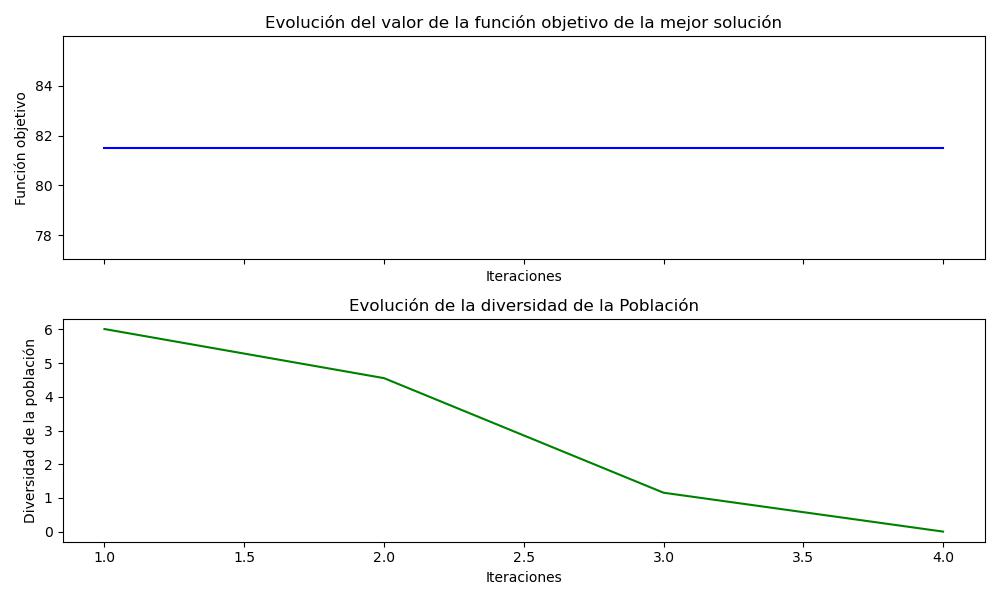 Evolución del valor de la función objetivo de la mejor solución
Función objetivo
84
82
80
78
Iteraciones
Evolución de la diversidad de la Población
Diversidad de la población
6
5
4
3
2
1
0
1.0 1.5 2.0 2.5 3.0 3.5 4.0
Iteraciones